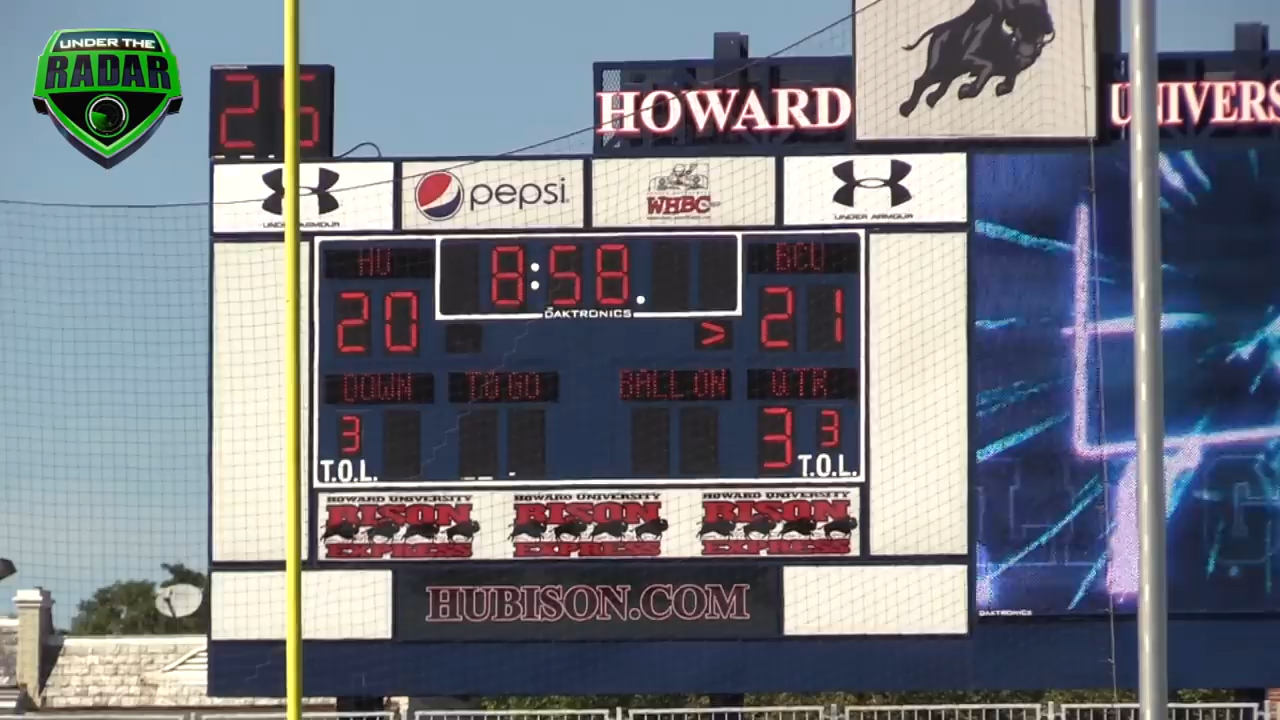 UNDER THE
RADAR
25
HOWARD
UNIVERS
UNDER ARMOUR
pepsi
WHBC
UNDER ARMOUR
HU
8:58.
BCU
DAKTRONICS
20
>
21
DOWN
TO GO
BALL ON
QTR
3
3
3
T.O.L.
T.O.L.
HOWARD UNIVERSITY
BISON
EXPRESS
HOWARD UNIVERSITY
BISON
EXPRESS
HOWARD UNIVERSITY
BISON
EXPRESS
HUBISON.COM
DAKTRONICS